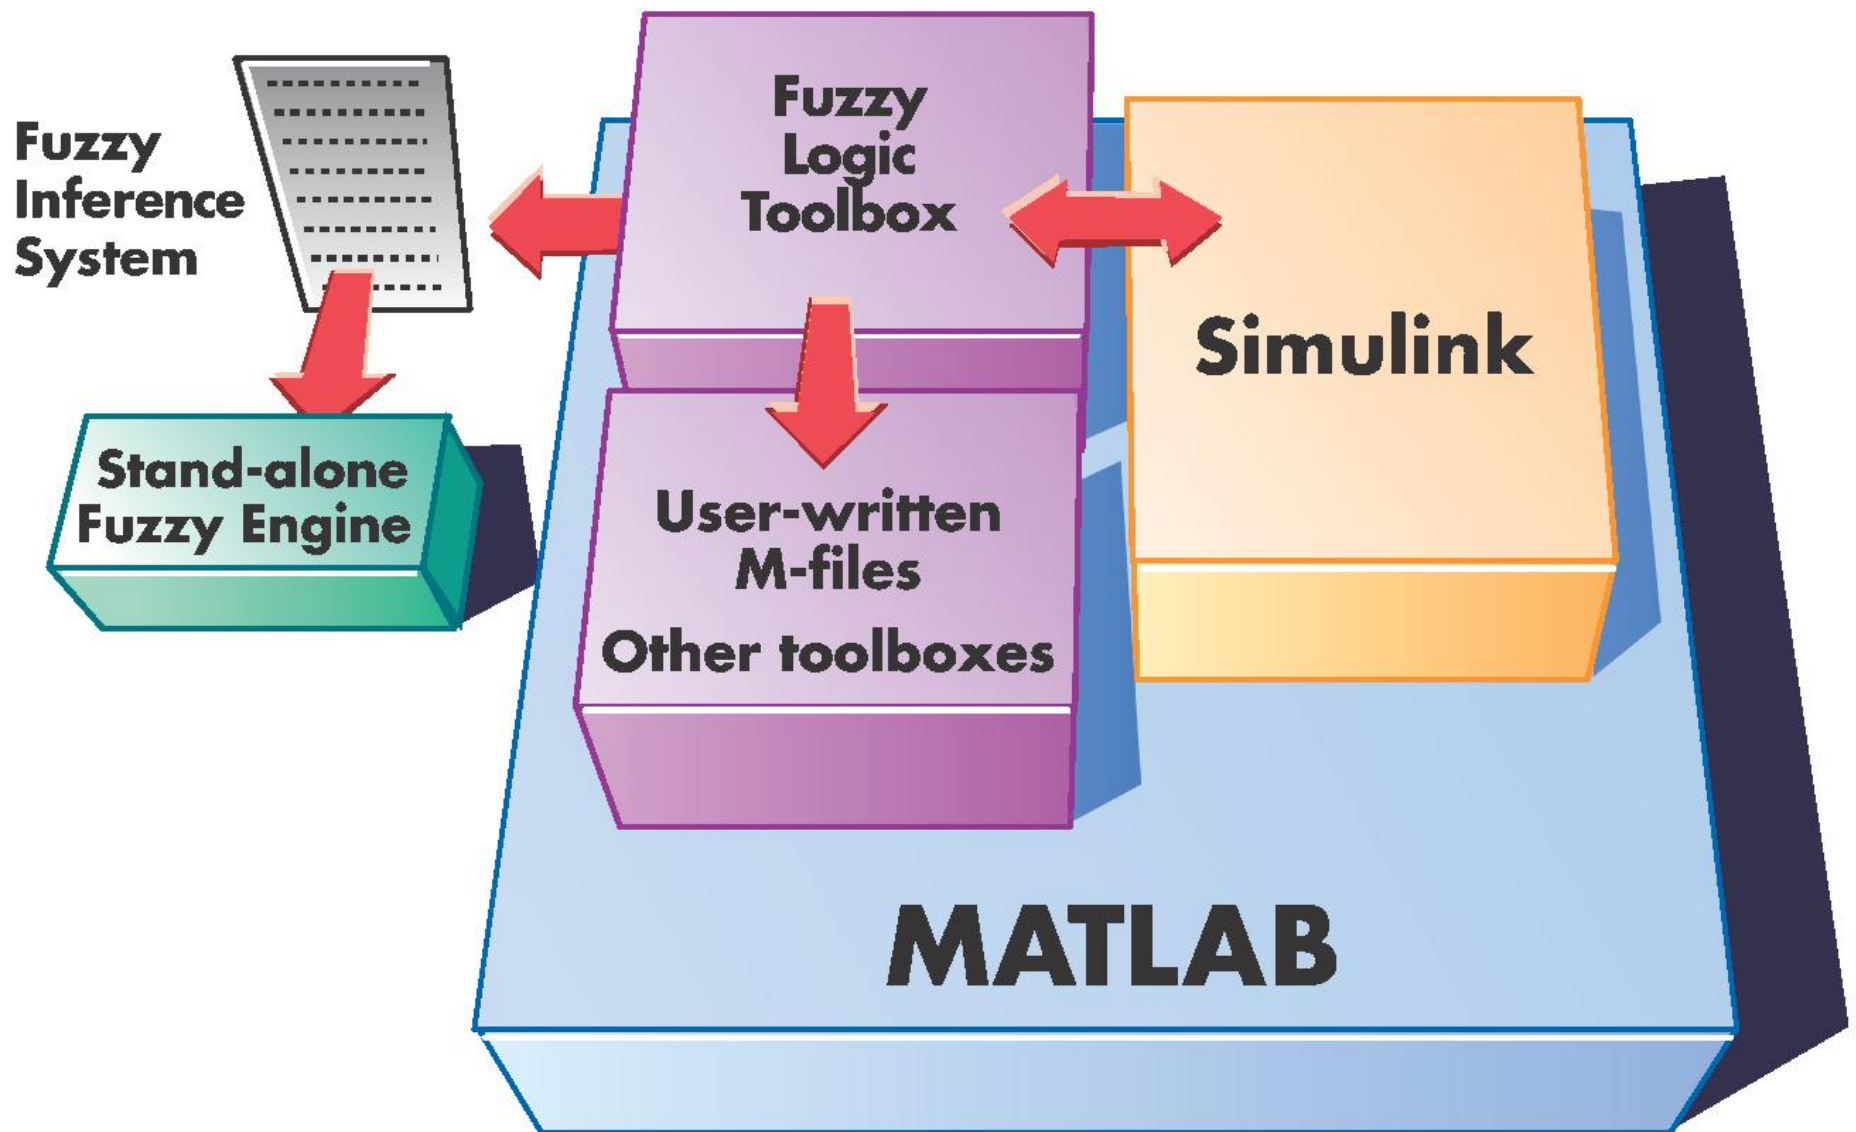 Fuzzy
Inference
System
Fuzzy
Logic
Toolbox
Simulink
Stand-alone
Fuzzy Engine
User-written
M-files
Other toolboxes
MATLAB